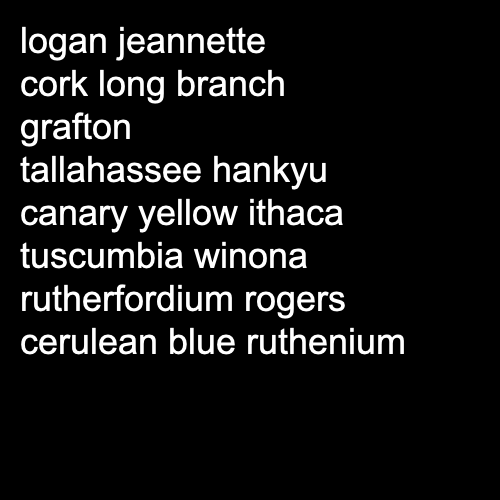 logan jeannette
cork long branch
grafton
tallahassee hankyu
canary yellow ithaca
tuscumbia winona
rutherfordium rogers
cerulean blue ruthenium